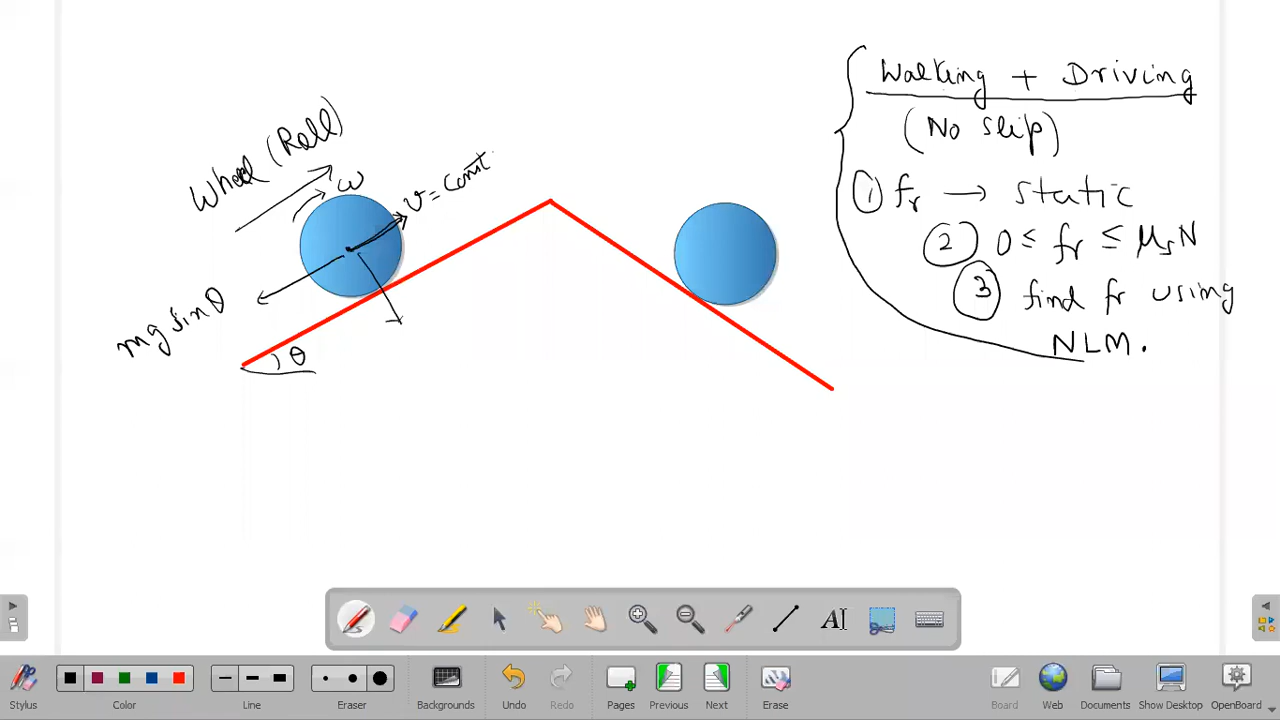 Walking + Driving
(No slip)
① fr → static
② 0 ≤ fr ≤ μsN
③ find fr using
NLM.
Wheel (Roll)
ω
v = const
mg sinθ
θ
AI
Stylus
Color
Line
Eraser
Backgrounds
Undo
Redo
Pages
Previous
Next
Erase
Board
Web
Documents
Show Desktop
OpenBoard